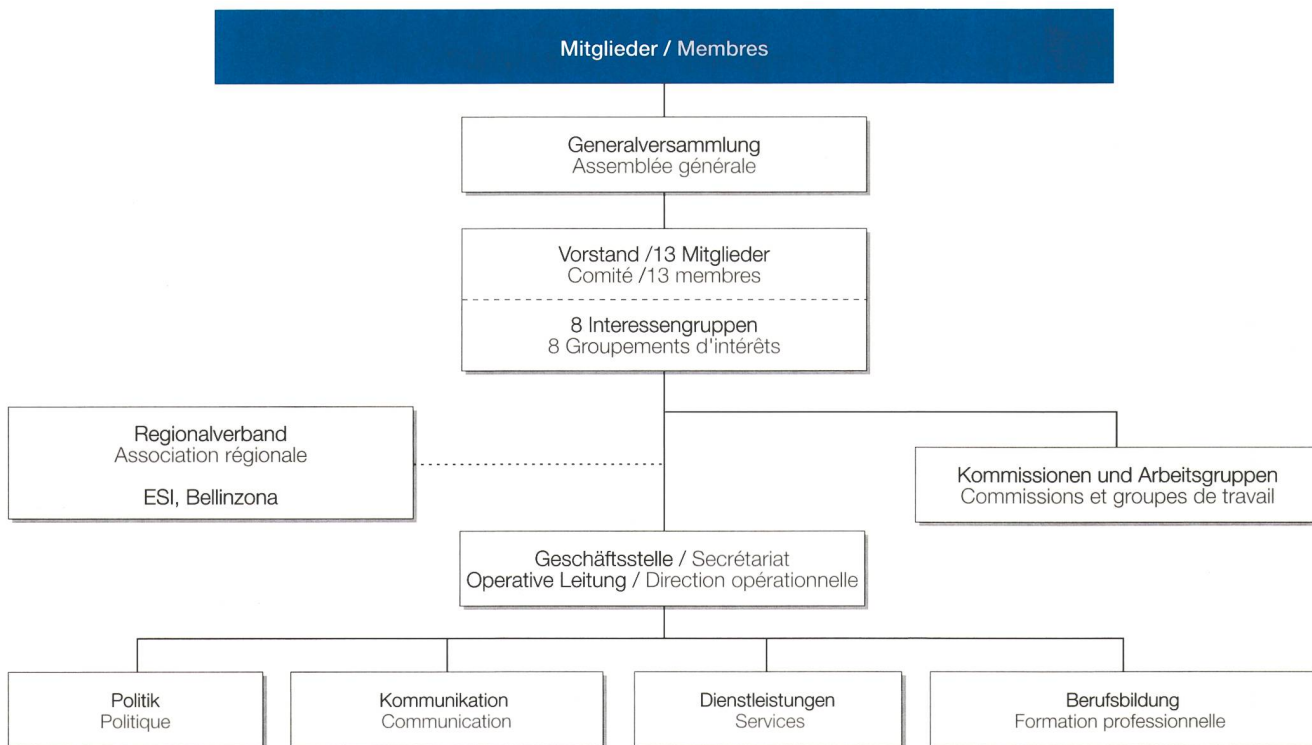 Mitglieder / Membres
Generalversammlung
Assemblée générale
Vorstand /13 Mitglieder
Comité /13 membres
8 Interessengruppen
8 Groupements d'intérêts
Regionalverband
Association régionale
ESI, Bellinzona
Kommissionen und Arbeitsgruppen
Commissions et groupes de travail
Geschäftsstelle / Secrétariat
Operative Leitung / Direction opérationnelle
Politik
Politique
Kommunikation
Communication
Dienstleistungen
Services
Berufsbildung
Formation professionnelle